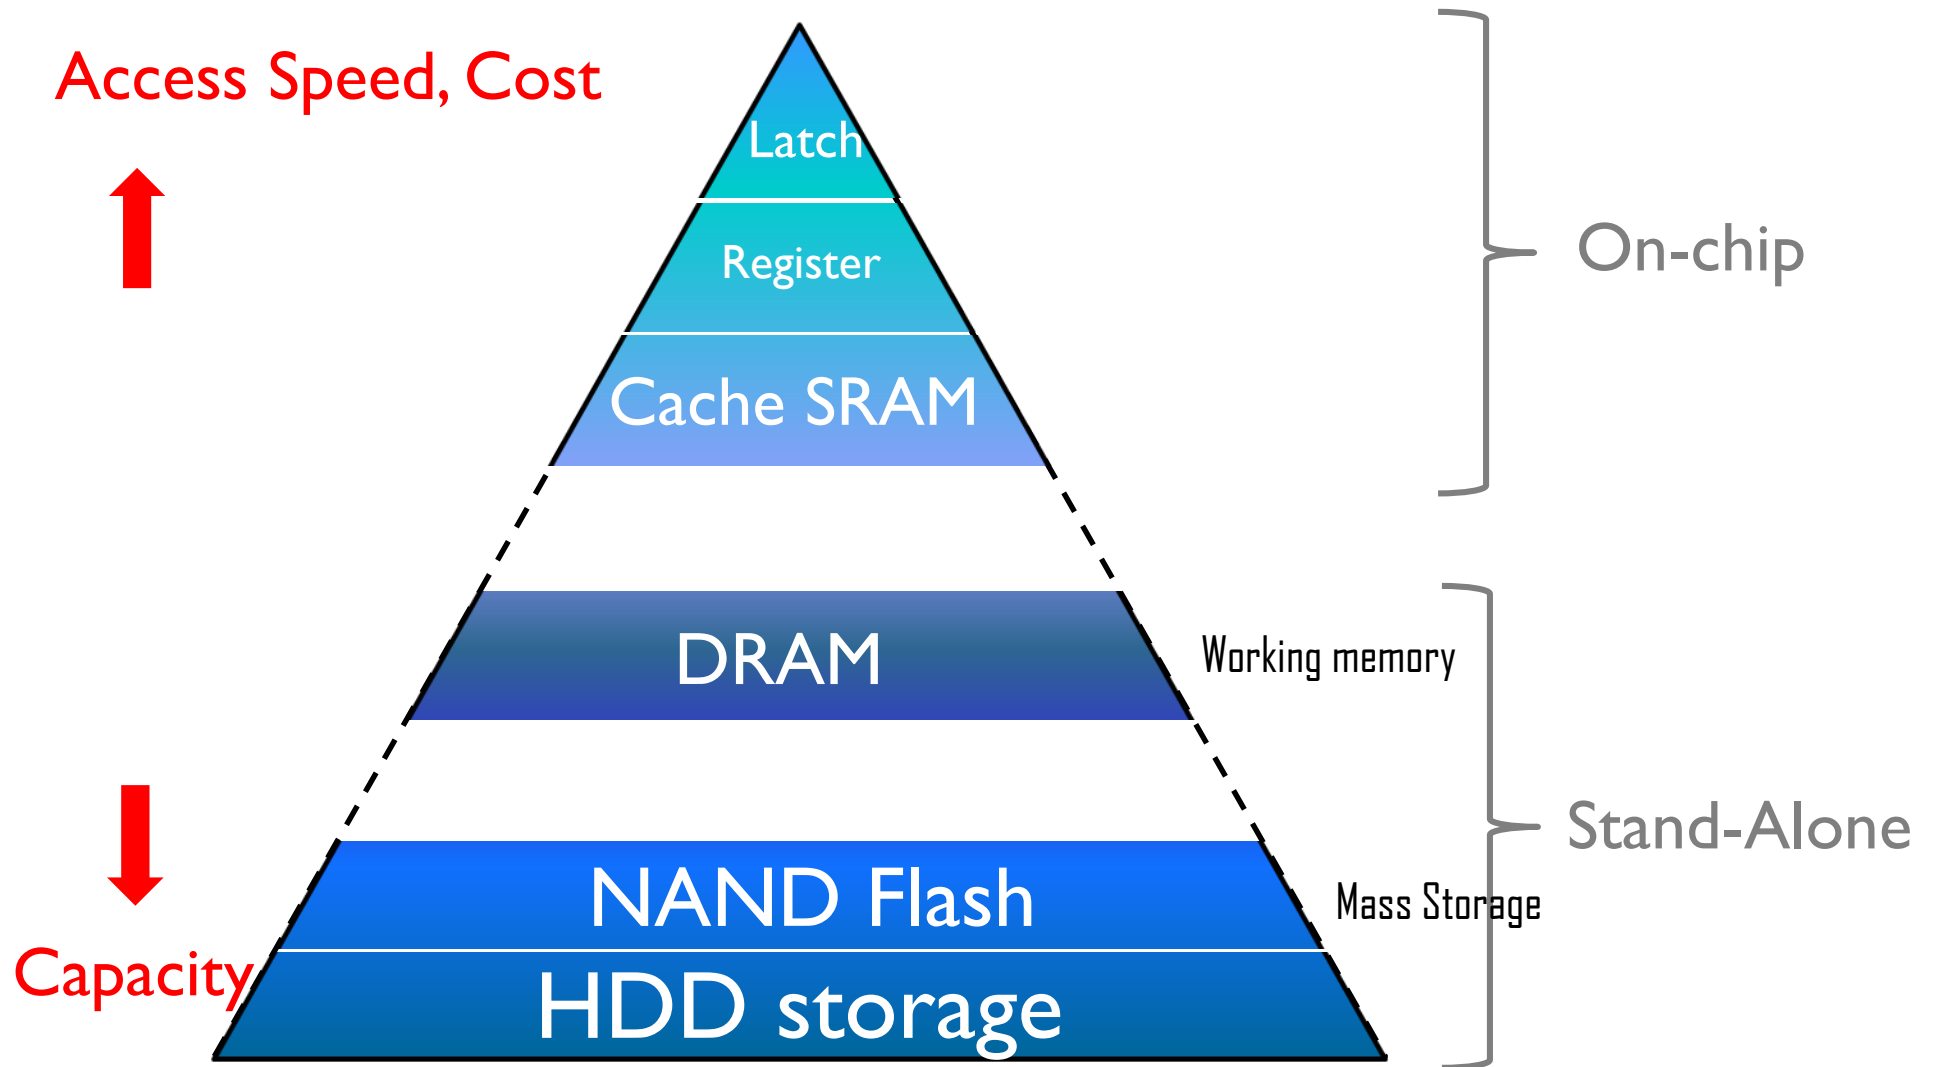 Access Speed, Cost
Latch
Register
On-chip
Cache SRAM
DRAM
Working memory
Stand-Alone
NAND Flash
Mass Storage
Capacity
HDD storage